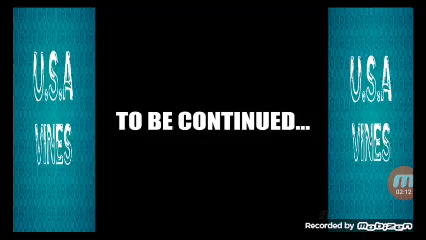 U.S.A
VINES
TO BE CONTINUED...
U.S.A
VINES
02:12
Recorded by Mobizen